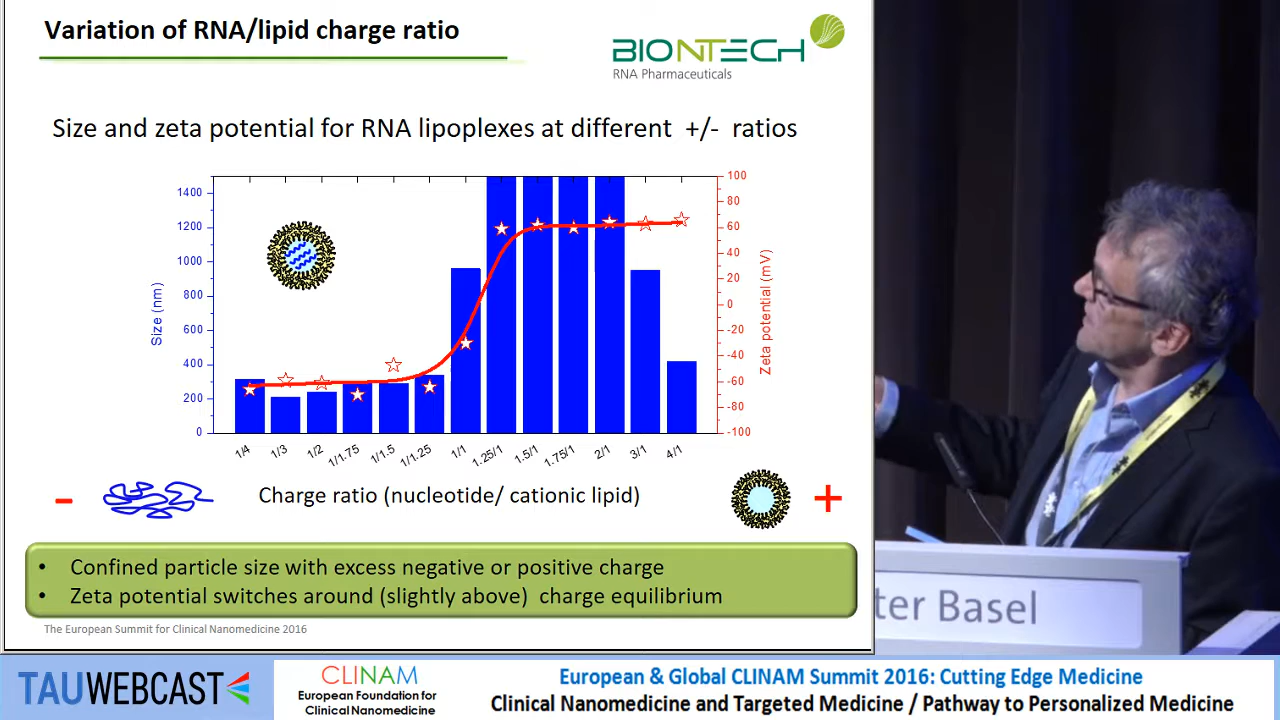 Variation of RNA/lipid charge ratio
BIONTECH
RNA Pharmaceuticals
Size and zeta potential for RNA lipoplexes at different +/- ratios
1400
1200
1000
800
600
400
200
0
Size (nm)
100
80
60
40
20
0
-20
-40
-60
-80
-100
Zeta potential (mV)
1/4 1/3 1/2 1/1.75 1/1.5 1/1.25 1/1 1.25/1 1.5/1 1.75/1 2/1 3/1 4/1
- Charge ratio (nucleotide/ cationic lipid) +
• Confined particle size with excess negative or positive charge
• Zeta potential switches around (slightly above) charge equilibrium
The European Summit for Clinical Nanomedicine 2016
ter Basel
TAUWEBCAST
CLINAM
European Foundation for
Clinical Nanomedicine
European & Global CLINAM Summit 2016: Cutting Edge Medicine
Clinical Nanomedicine and Targeted Medicine / Pathway to Personalized Medicine